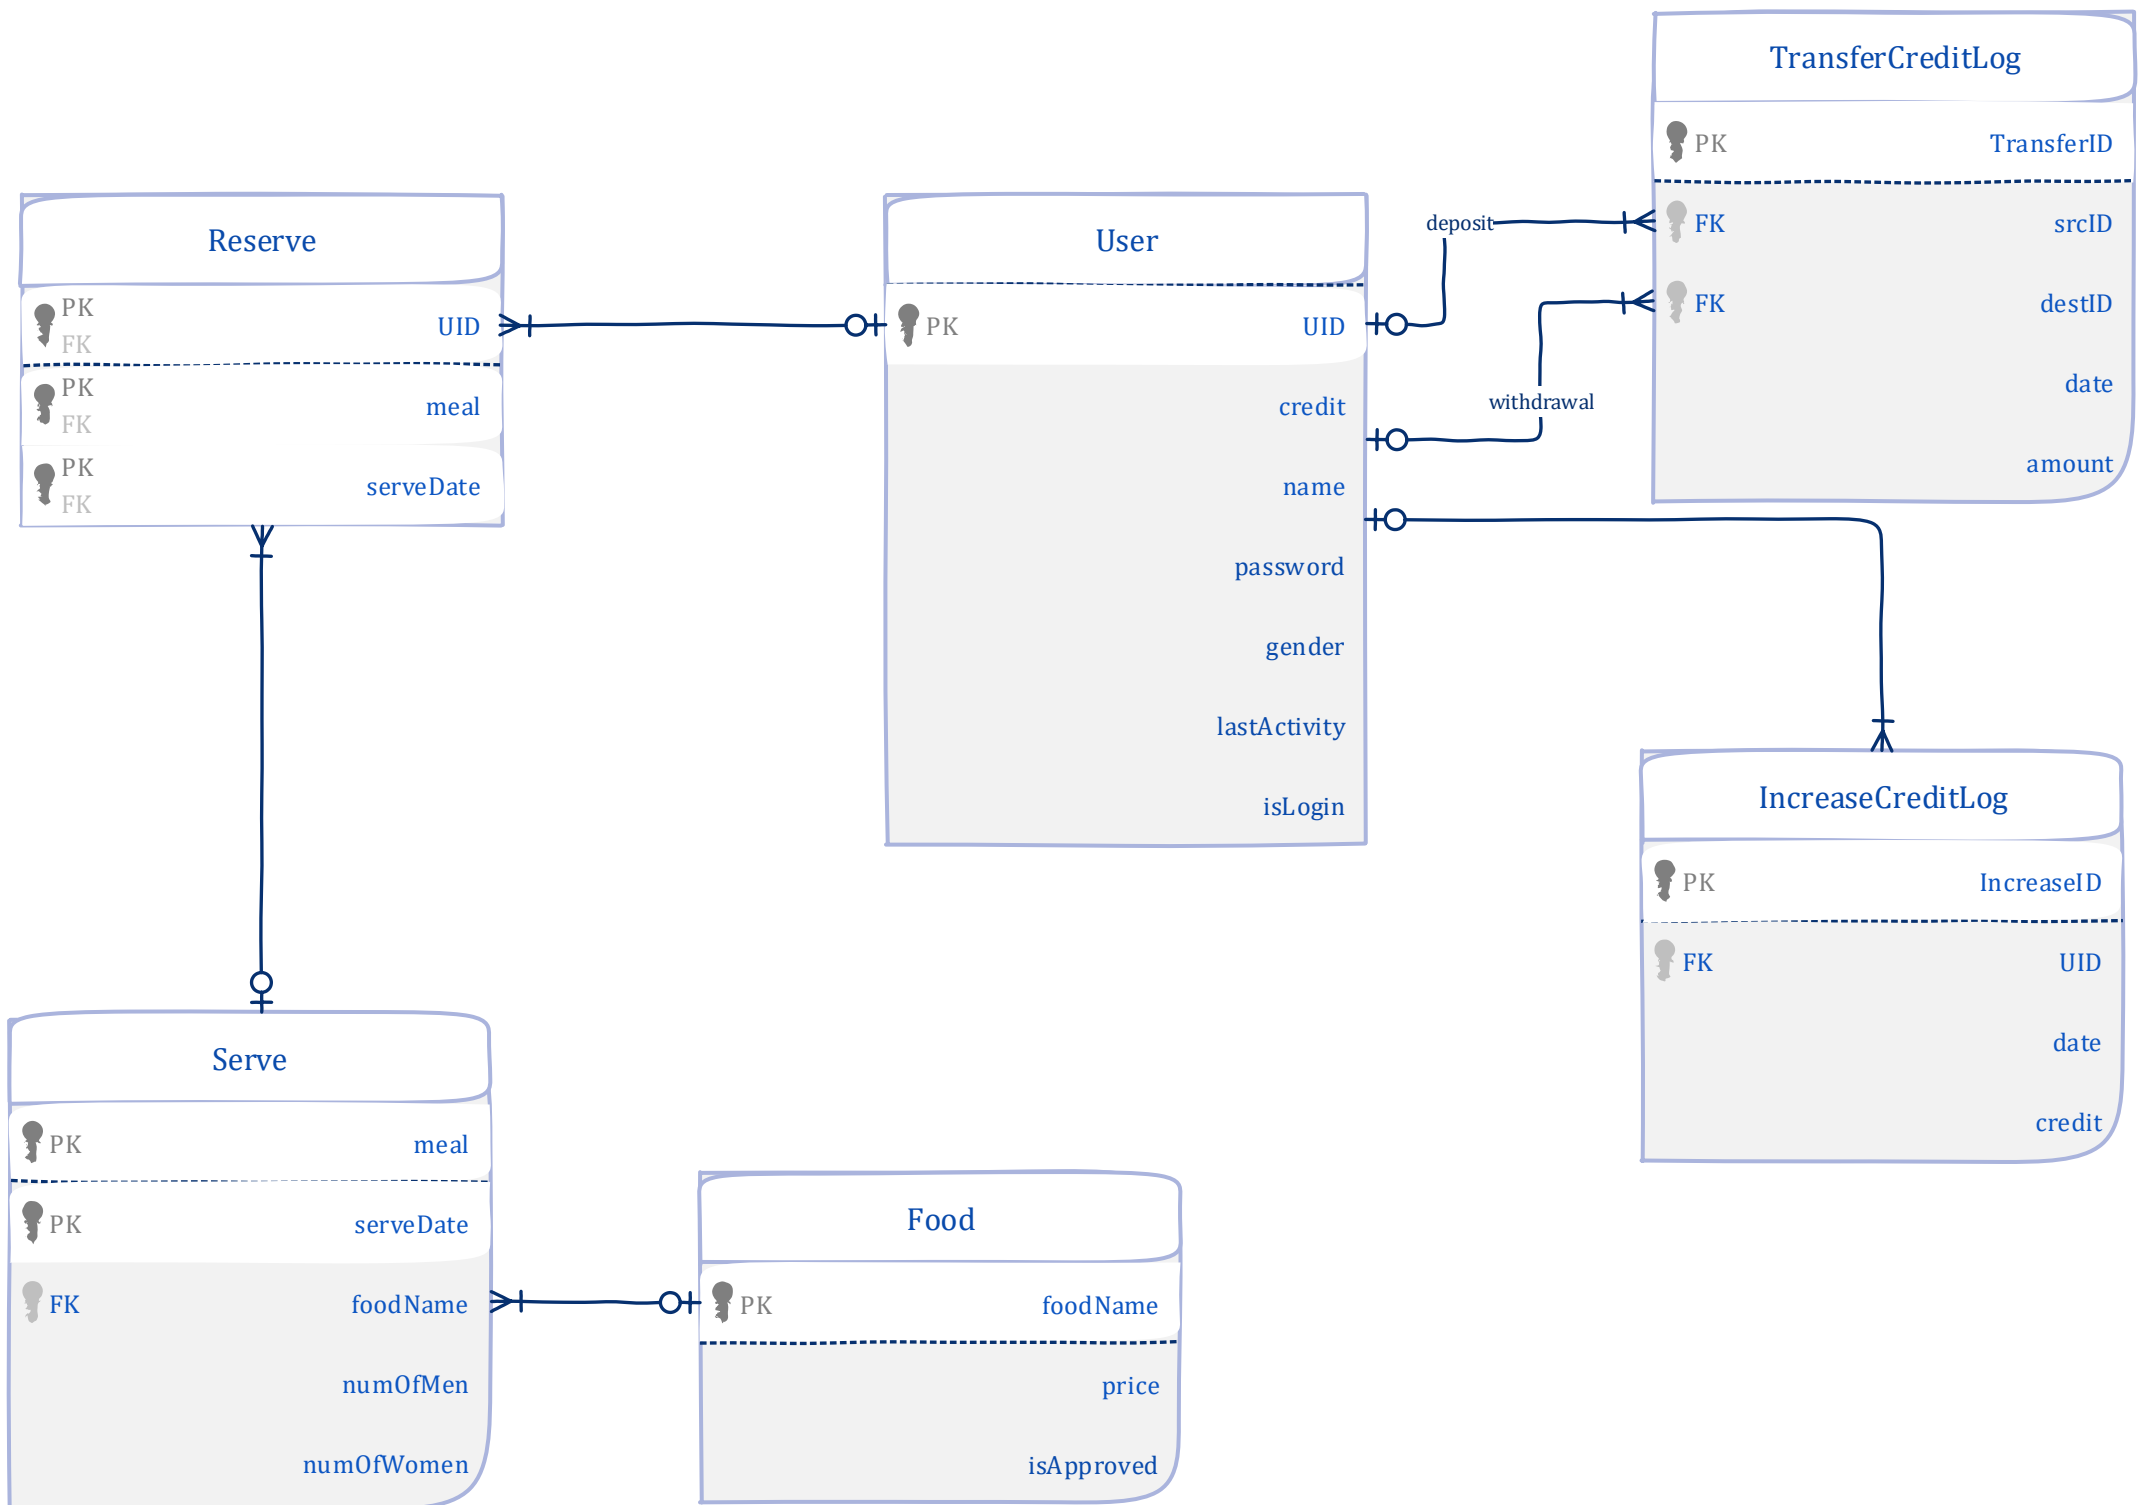 TransferCreditLog
PK TransferID
FK srcID
FK destID
date
amount
Reserve
PK
FK
UID
PK
FK
meal
PK
FK
serveDate
User
PK UID
credit
name
password
gender
lastActivity
isLogin
deposit
withdrawal
IncreaseCreditLog
PK IncreaseID
FK UID
date
credit
Serve
PK meal
PK serveDate
FK foodName
numOfMen
numOfWomen
Food
PK foodName
price
isApproved